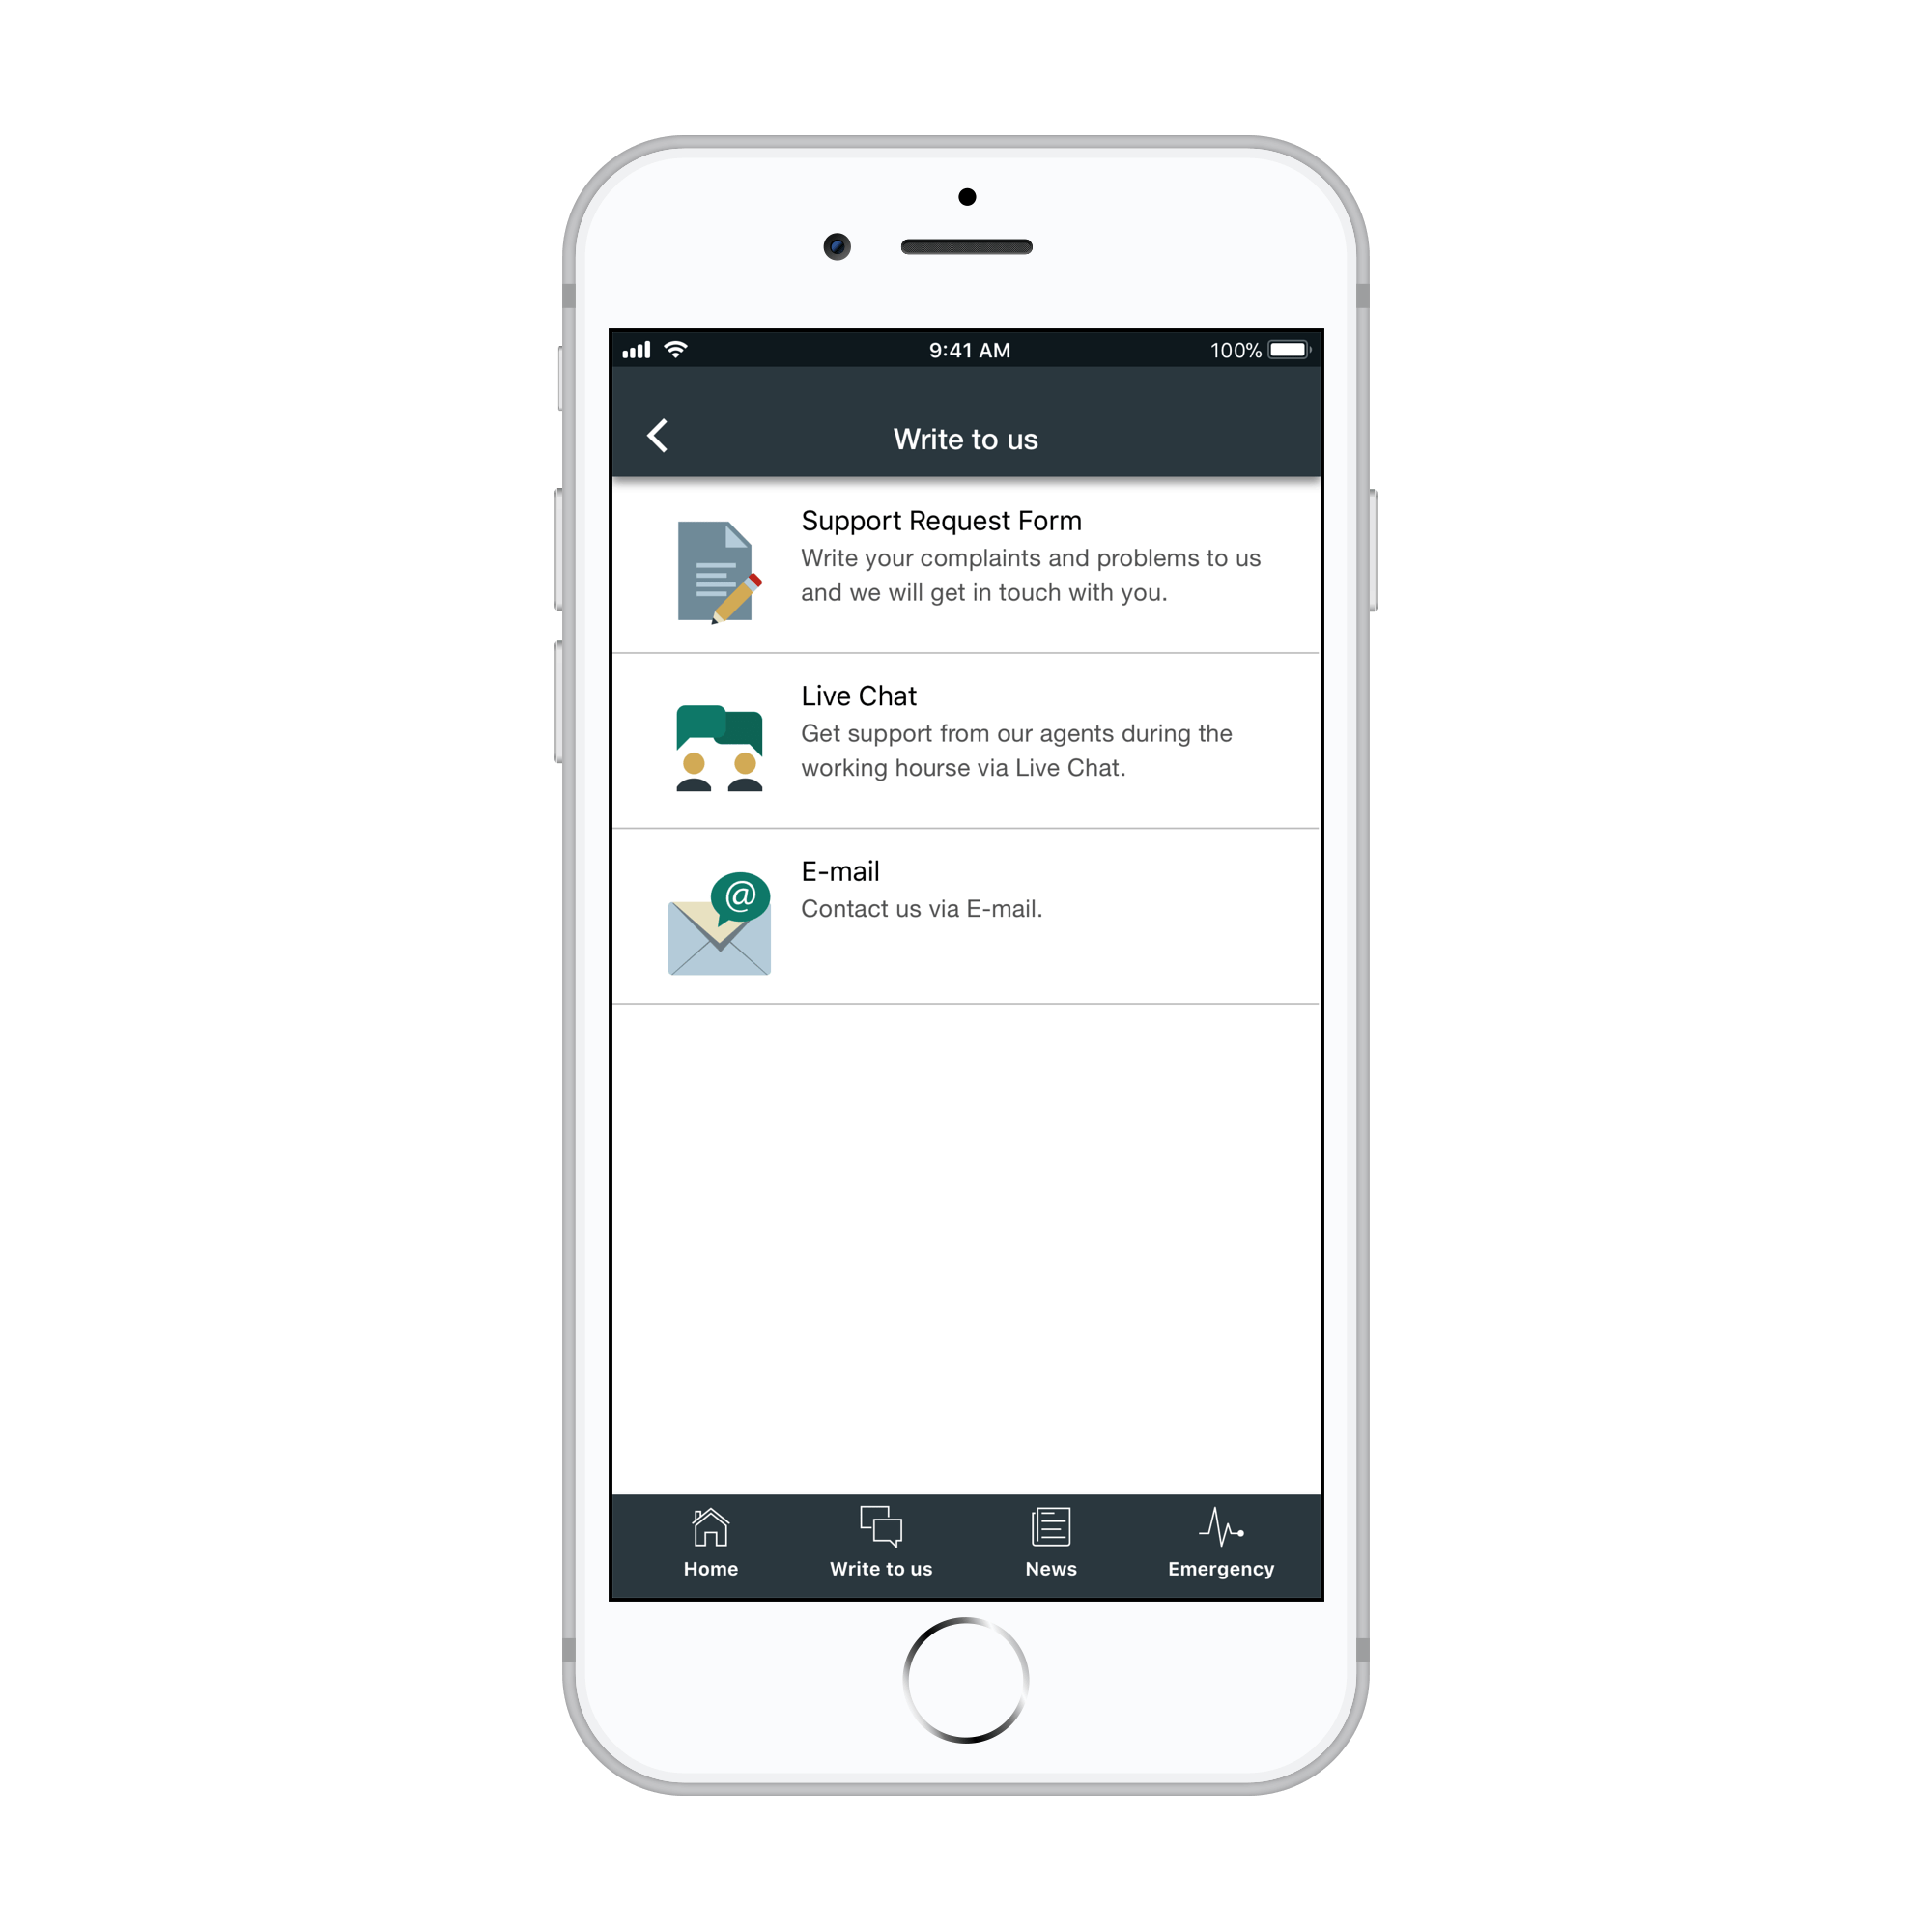 9:41 AM
100%
Write to us
Support Request Form
Write your complaints and problems to us
and we will get in touch with you.
Live Chat
Get support from our agents during the
working hourse via Live Chat.
@
E-mail
Contact us via E-mail.
Home
Write to us
News
Emergency